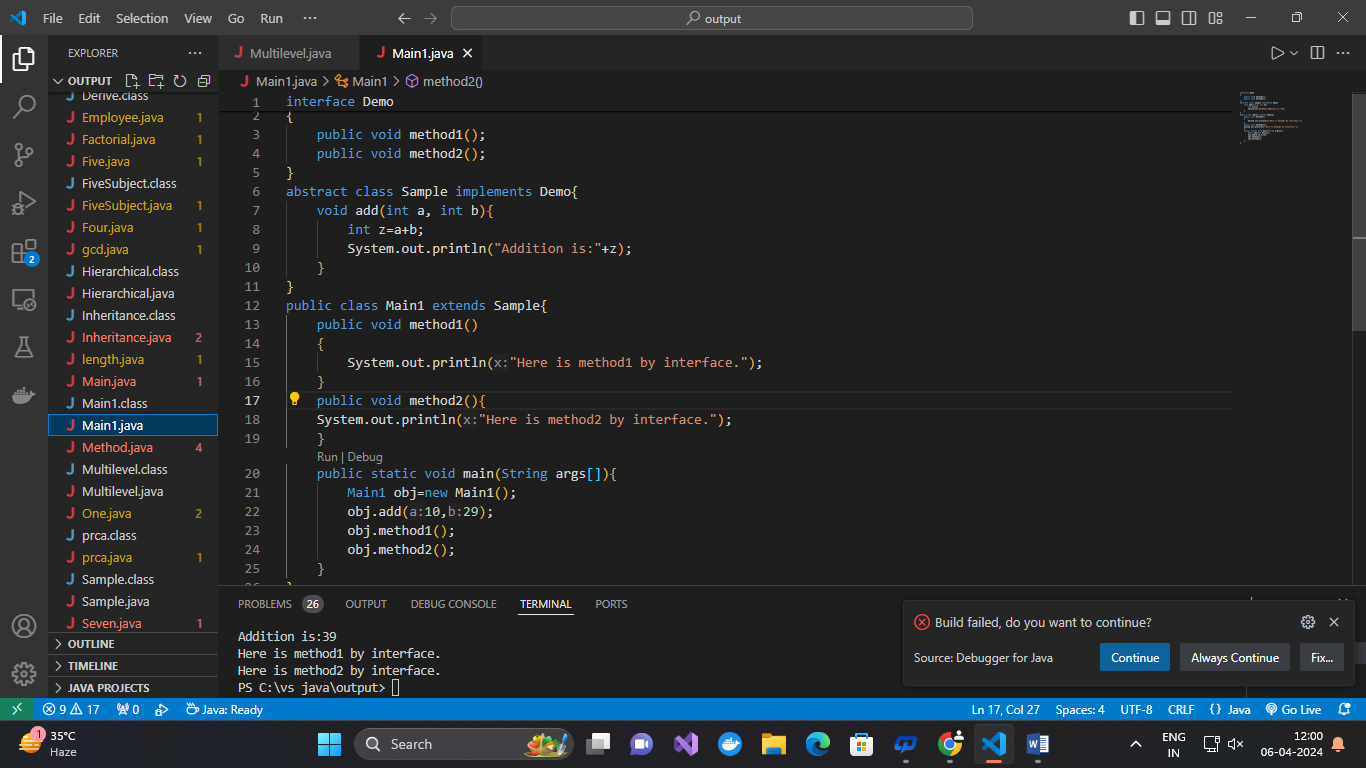 File Edit Selection View Go Run ··· output
EXPLORER ···
OUTPUT
Derive.class
Employee.java 1
Factorial.java 1
Five.java 1
FiveSubject.class
FiveSubject.java 1
Four.java 1
gcd.java 1
Hierarchical.class
Hierarchical.java
Inheritance.class
Inheritance.java 2
length.java 1
Main.java 1
Main1.class
Main1.java
Method.java 4
Multilevel.class
Multilevel.java
One.java 2
prca.class
prca.java 1
Sample.class
Sample.java
Seven.java 1
OUTLINE
TIMELINE
JAVA PROJECTS
2
Multilevel.java Main1.java
Main1.java > Main1 > method2()
1 interface Demo
2 {
3 public void method1();
4 public void method2();
5 }
6 abstract class Sample implements Demo{
7 void add(int a, int b){
8 int z=a+b;
9 System.out.println("Addition is:"+z);
10 }
11 }
12 public class Main1 extends Sample{
13 public void method1()
14 {
15 System.out.println(x:"Here is method1 by interface.");
16 }
17 public void method2(){
18 System.out.println(x:"Here is method2 by interface.");
19 }
Run | Debug
20 public static void main(String args[]){
21 Main1 obj=new Main1();
22 obj.add(a:10,b:29);
23 obj.method1();
24 obj.method2();
25 }
PROBLEMS 26 OUTPUT DEBUG CONSOLE TERMINAL PORTS
Addition is:39
Here is method1 by interface.
Here is method2 by interface.
PS C:\vs java\output>
Build failed, do you want to continue?
Source: Debugger for Java Continue Always Continue Fix...
9 17 0 Java: Ready Ln 17, Col 27 Spaces: 4 UTF-8 CRLF {} Java Go Live
1 35°C
Haze
Search
ENG
IN
12:00
06-04-2024